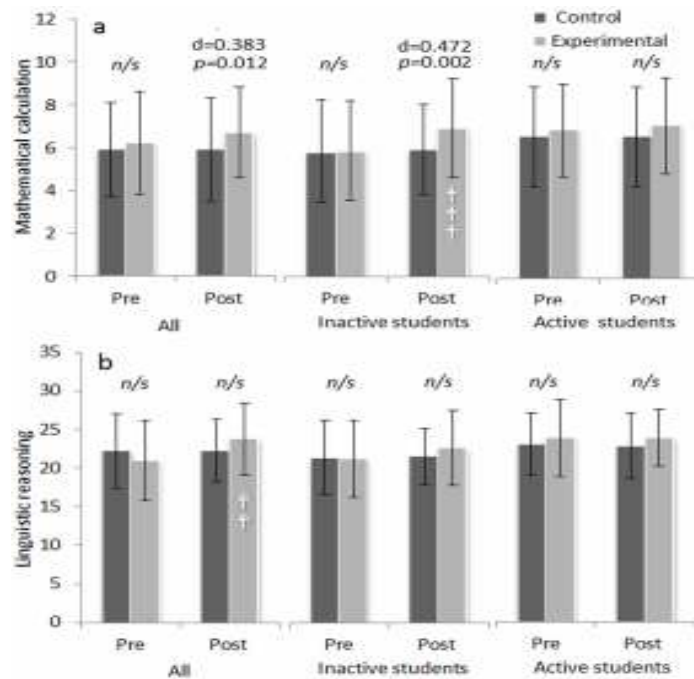 a
Control
Experimental
Mathematical calculation
12
10
8
6
4
2
0
n/s
d=0.383
p=0.012
n/s
d=0.472
p=0.002
n/s
n/s
Pre
Post
Pre
Post
Pre
Post
All
Inactive students
Active students
b
Linguistic reasoning
35
30
25
20
15
10
5
0
n/s
n/s
n/s
n/s
n/s
n/s
Pre
Post
Pre
Post
Pre
Post
All
Inactive students
Active students